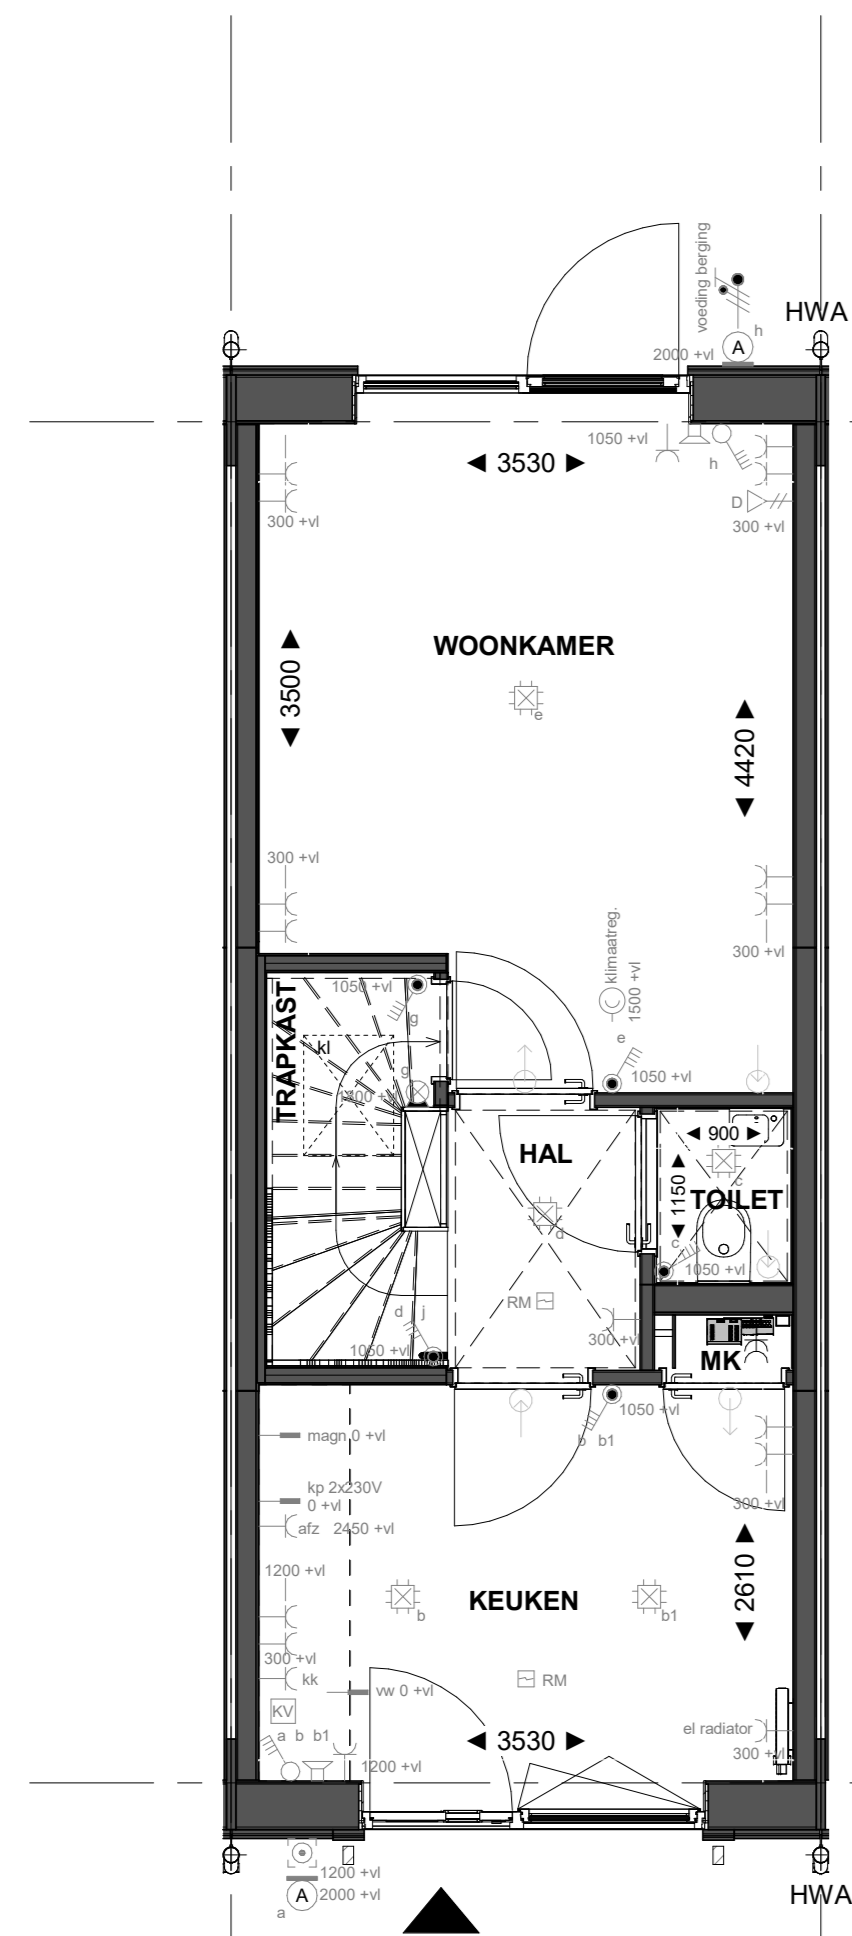 voeding berging
HWA
h
A
2000 +vl
1050 +vl
3530
h
D
300 +vl
300 +vl
WOONKAMER
3500
e
4420
300 +vl
300 +vl
klimaatreg.
1500 +vl
1050 +vl
TRAPKAST
g
kl
e
1050 +vl
g
HAL
900
c
1150
TOILET
d
c
1050 +vl
RM
d j
300 +vl
1050 +vl
MK
1050 +vl
b b1
magn 0 +vl
kp 2x230V
0 +vl
300 +vl
afz 2450 +vl
1200 +vl
2610
KEUKEN
b
b1
300 +vl
kk
RM
vw 0 +vl
KV
a b b1
3530
el radiator
300 +vl
1200 +vl
1200 +vl
A
2000 +vl
a
HWA